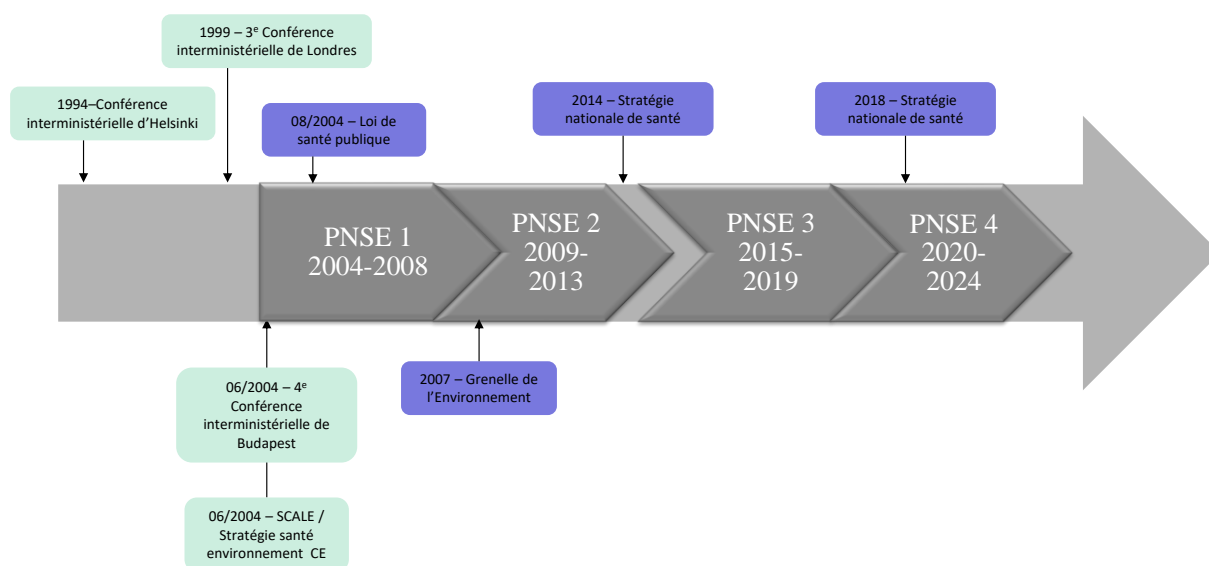 1999 – 3e Conférence
interministérielle de Londres
1994–Conférence
interministérielle d’Helsinki
08/2004 – Loi de
santé publique
2014 – Stratégie
nationale de santé
2018 – Stratégie
nationale de santé
PNSE 1
2004-2008
PNSE 2
2009-
2013
PNSE 3
2015-
2019
PNSE 4
2020-
2024
06/2004 – 4e
Conférence
interministérielle de
Budapest
2007 – Grenelle de
l’Environnement
06/2004 – SCALE /
Stratégie santé
environnement CE